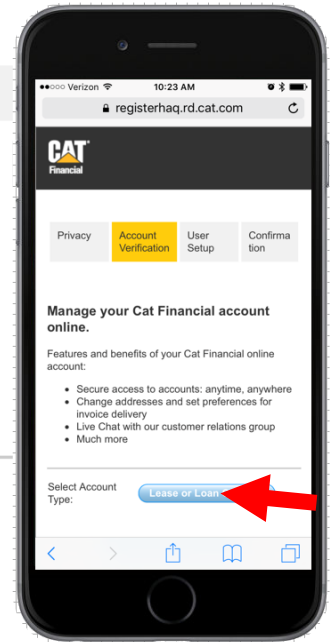 Verizon 10:23 AM
registerhaq.rd.cat.com
CAT
Financial
Privacy
Account
Verification
User
Setup
Confirma
tion
Manage your Cat Financial account
online.
Features and benefits of your Cat Financial online
account:
Secure access to accounts: anytime, anywhere
Change addresses and set preferences for
invoice delivery
Live Chat with our customer relations group
Much more
Select Account
Type:
Lease or Loan